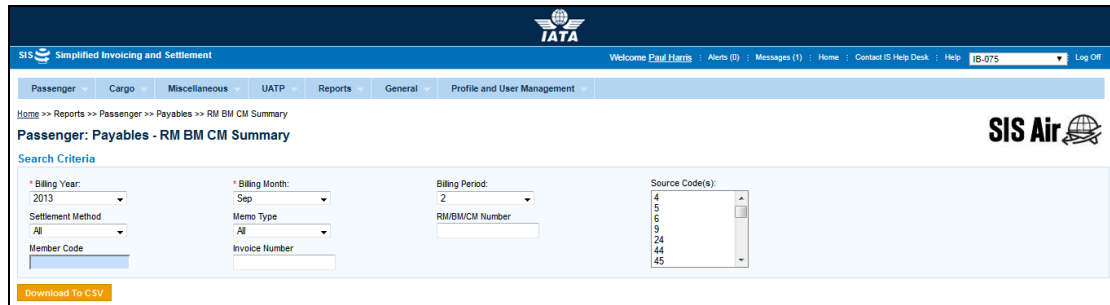 IATA
SIS Simplified Invoicing and Settlement
Welcome Paul Harris : Alerts (0) : Messages (1) : Home : Contact IS Help Desk : Help IB-075 Log Off
Passenger Cargo Miscellaneous UATP Reports General Profile and User Management
Home >> Reports >> Passenger >> Payables >> RM BM CM Summary
Passenger: Payables - RM BM CM Summary
SIS Air
Search Criteria
* Billing Year: * Billing Month: Billing Period: Source Code(s):
2013 Sep 2 4
5
Settlement Method Memo Type RM/BM/CM Number 6
All All 9
24
Member Code Invoice Number 44
45
Download To CSV